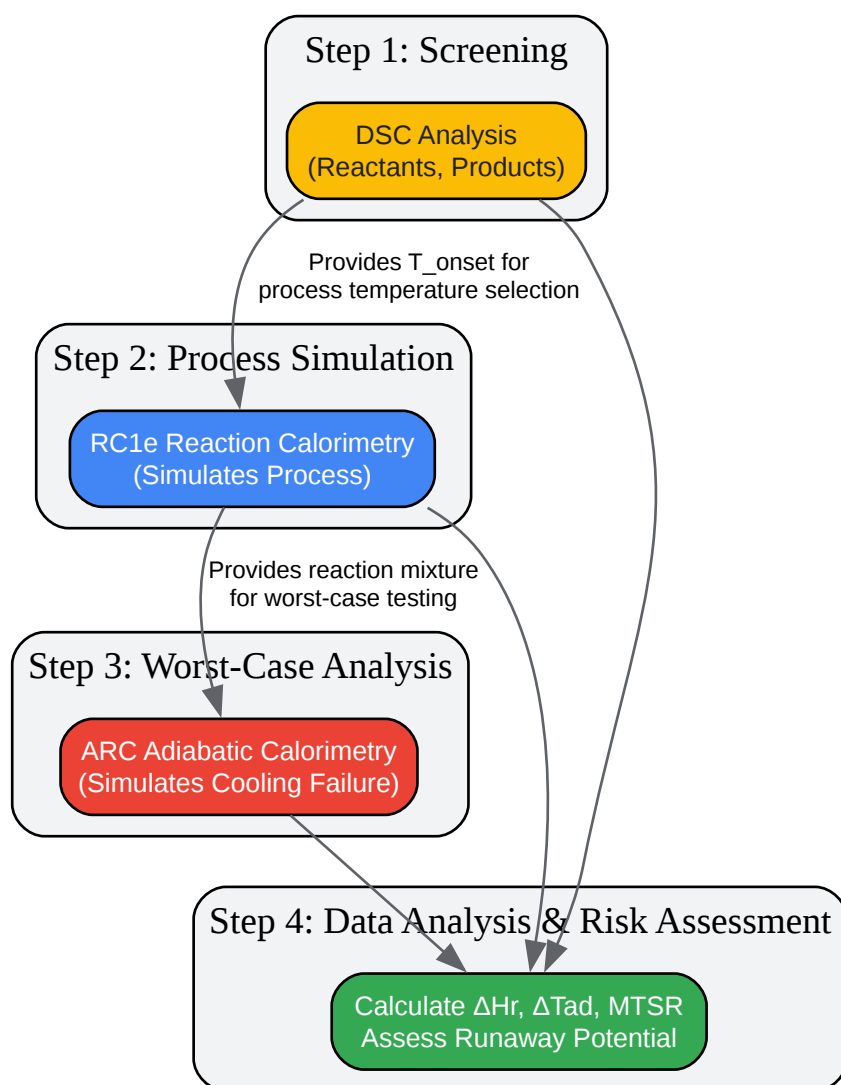 Step 1: Screening
DSC Analysis
(Reactants, Products)
Provides T_onset for
process temperature selection
Step 2: Process Simulation
RC1e Reaction Calorimetry
(Simulates Process)
Provides reaction mixture
for worst-case testing
Step 3: Worst-Case Analysis
ARC Adiabatic Calorimetry
(Simulates Cooling Failure)
Step 4: Data Analysis & Risk Assessment
Calculate ΔHr, ΔTad, MTSR
Assess Runaway Potential